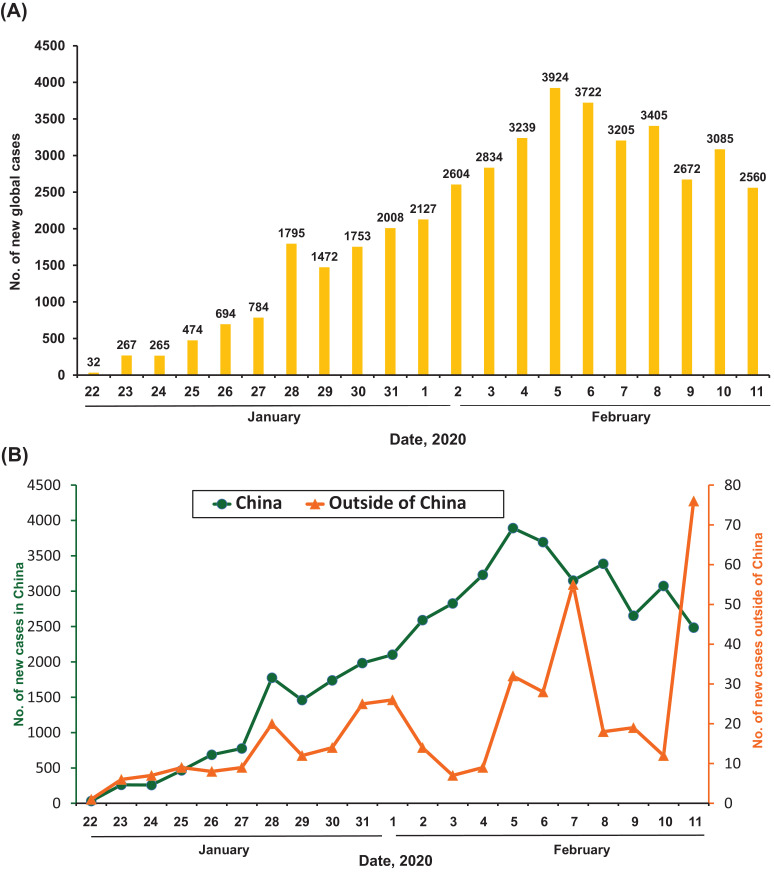 (A)
No. of new global cases
4500
4000
3500
3000
2500
2000
1500
1000
500
0
32 267 265 474 694 784 1795 1472 1753 2008 2127 2604 2834 3239 3924 3722 3205 3405 2672 3085 2560
22 23 24 25 26 27 28 29 30 31 1 2 3 4 5 6 7 8 9 10 11
January February
Date, 2020
(B)
China Outside of China
No. of new cases in China
4500
4000
3500
3000
2500
2000
1500
1000
500
0
No. of new cases outside of China
80
70
60
50
40
30
20
10
0
22 23 24 25 26 27 28 29 30 31 1 2 3 4 5 6 7 8 9 10 11
January February
Date, 2020